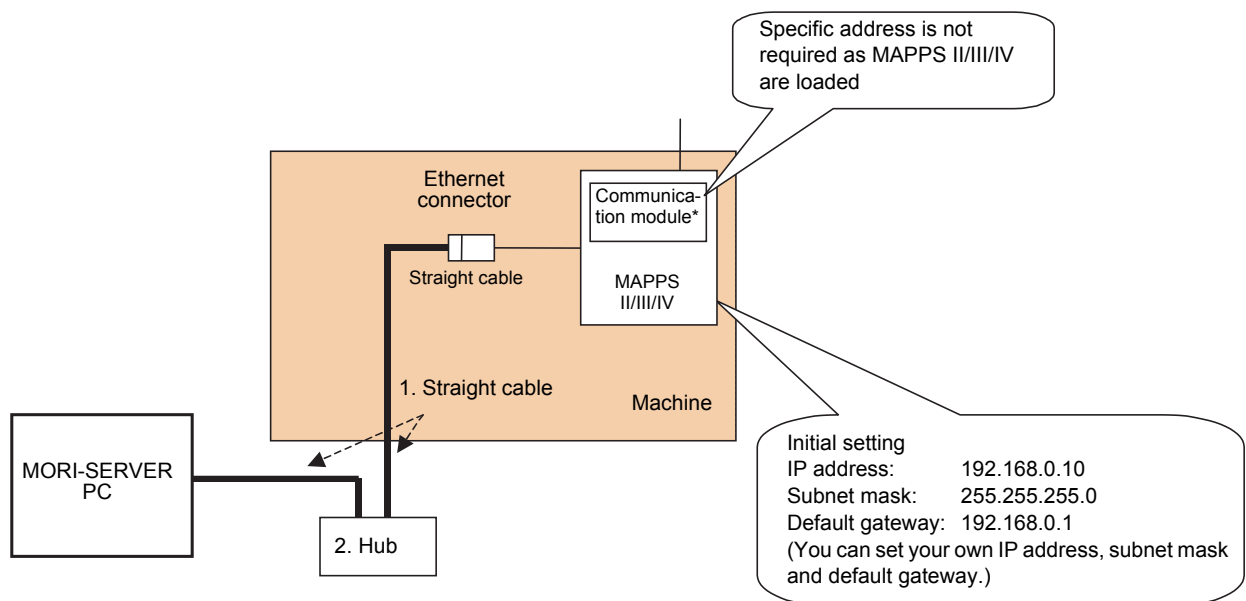 Specific address is not
required as MAPPS II/III/IV
are loaded
Ethernet
connector
Communica-
tion module*
Straight cable
MAPPS
II/III/IV
1. Straight cable
Machine
MORI-SERVER
PC
2. Hub
Initial setting
IP address: 192.168.0.10
Subnet mask: 255.255.255.0
Default gateway: 192.168.0.1
(You can set your own IP address, subnet mask
and default gateway.)